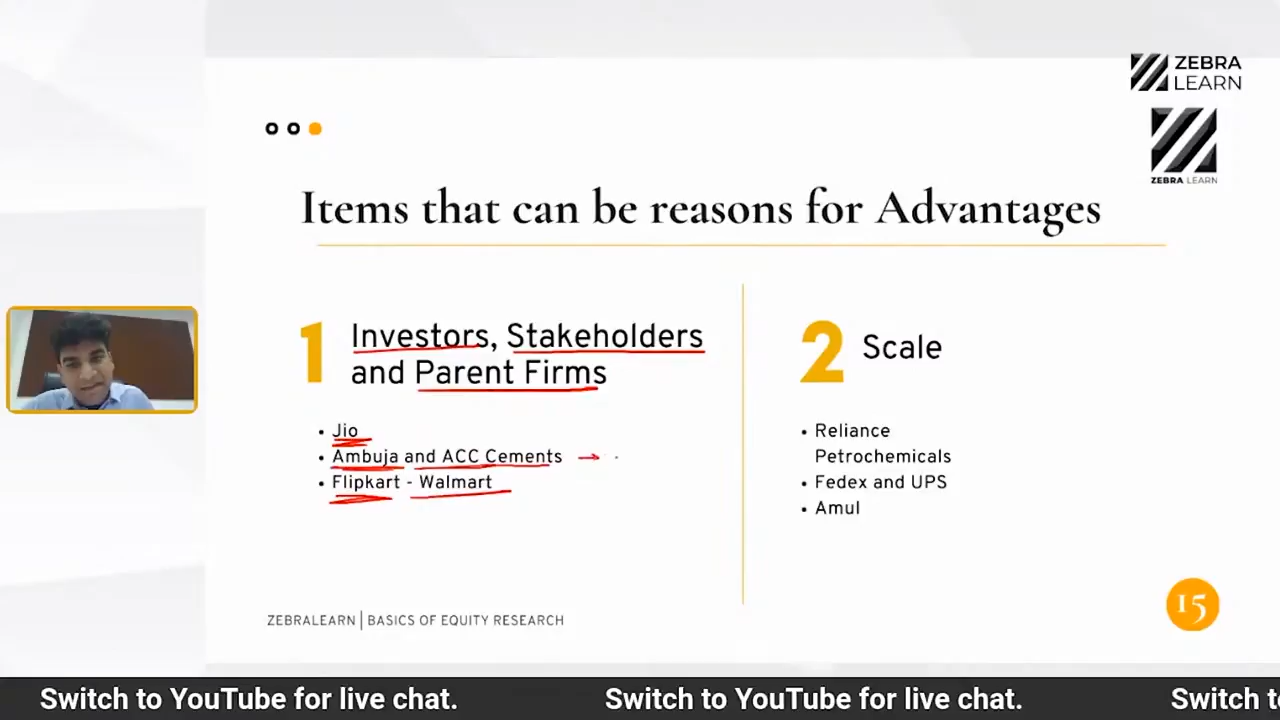 ZEBRA
LEARN
ZEBRA LEARN
Items that can be reasons for Advantages
1
Investors, Stakeholders
and Parent Firms
• Jio
• Ambuja and ACC Cements
• Flipkart - Walmart
2
Scale
• Reliance
Petrochemicals
• Fedex and UPS
• Amul
ZEBRALEARN | BASICS OF EQUITY RESEARCH
15
Switch to YouTube for live chat. Switch to YouTube for live chat. Switch to